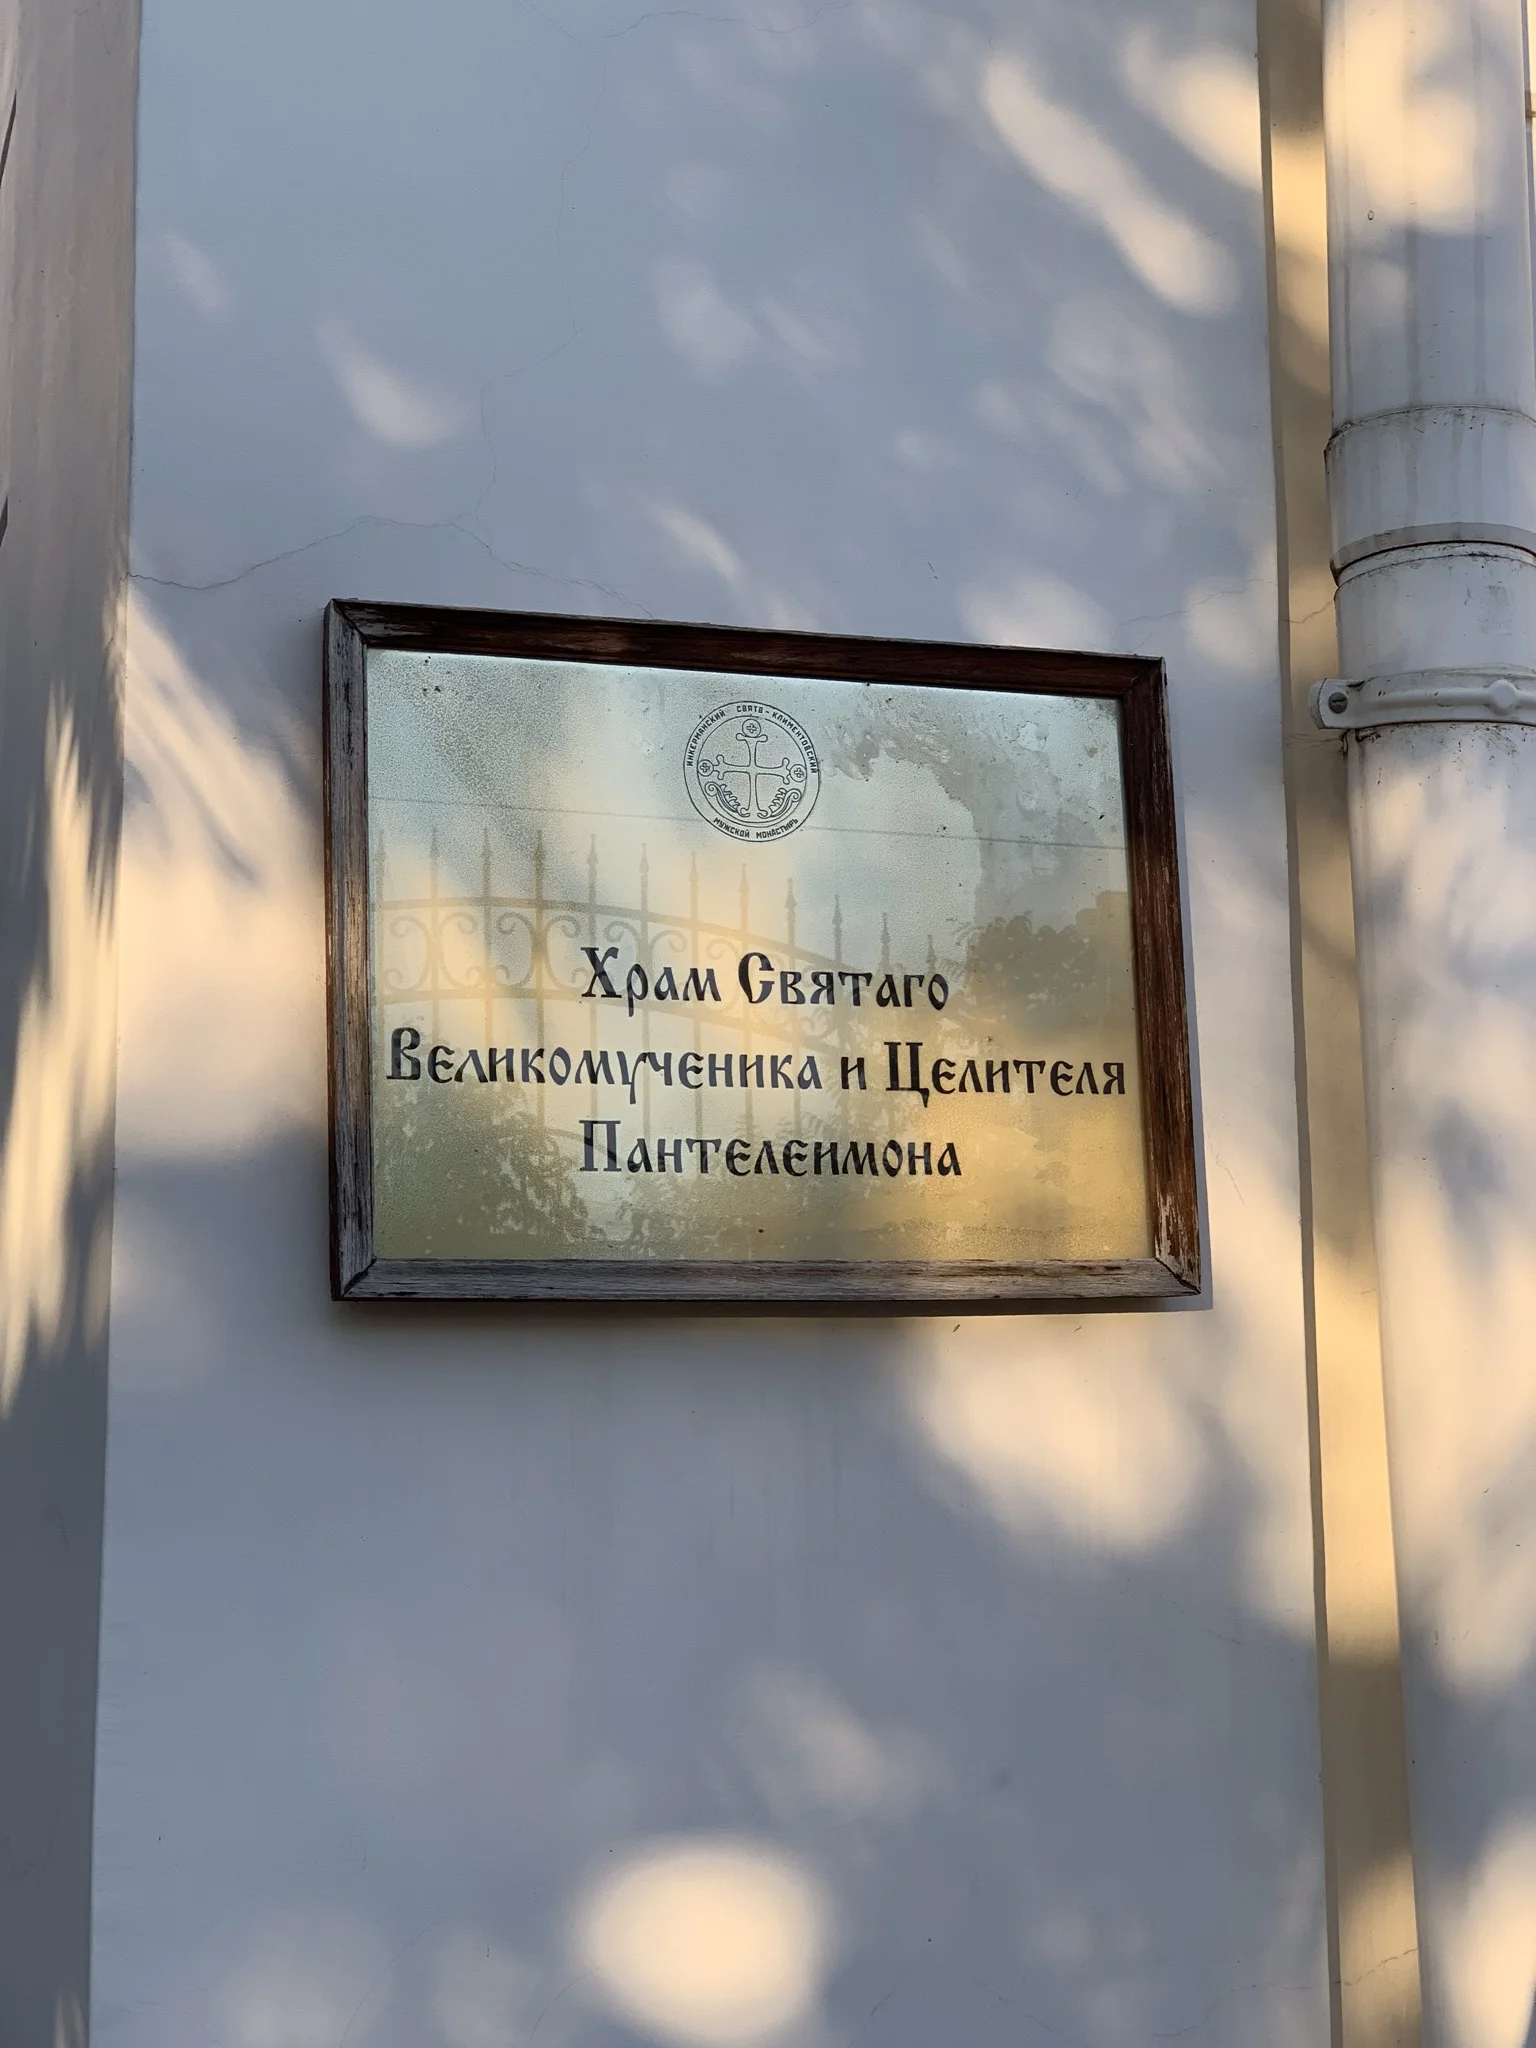 ИНКЕРМАНСКИЙ СВЯТО-КЛИМЕНТОВСКИЙ
МУЖСКОЙ МОНАСТЫРЬ
Храм Святаго
Великомученика и Целителя
Пантелеимона